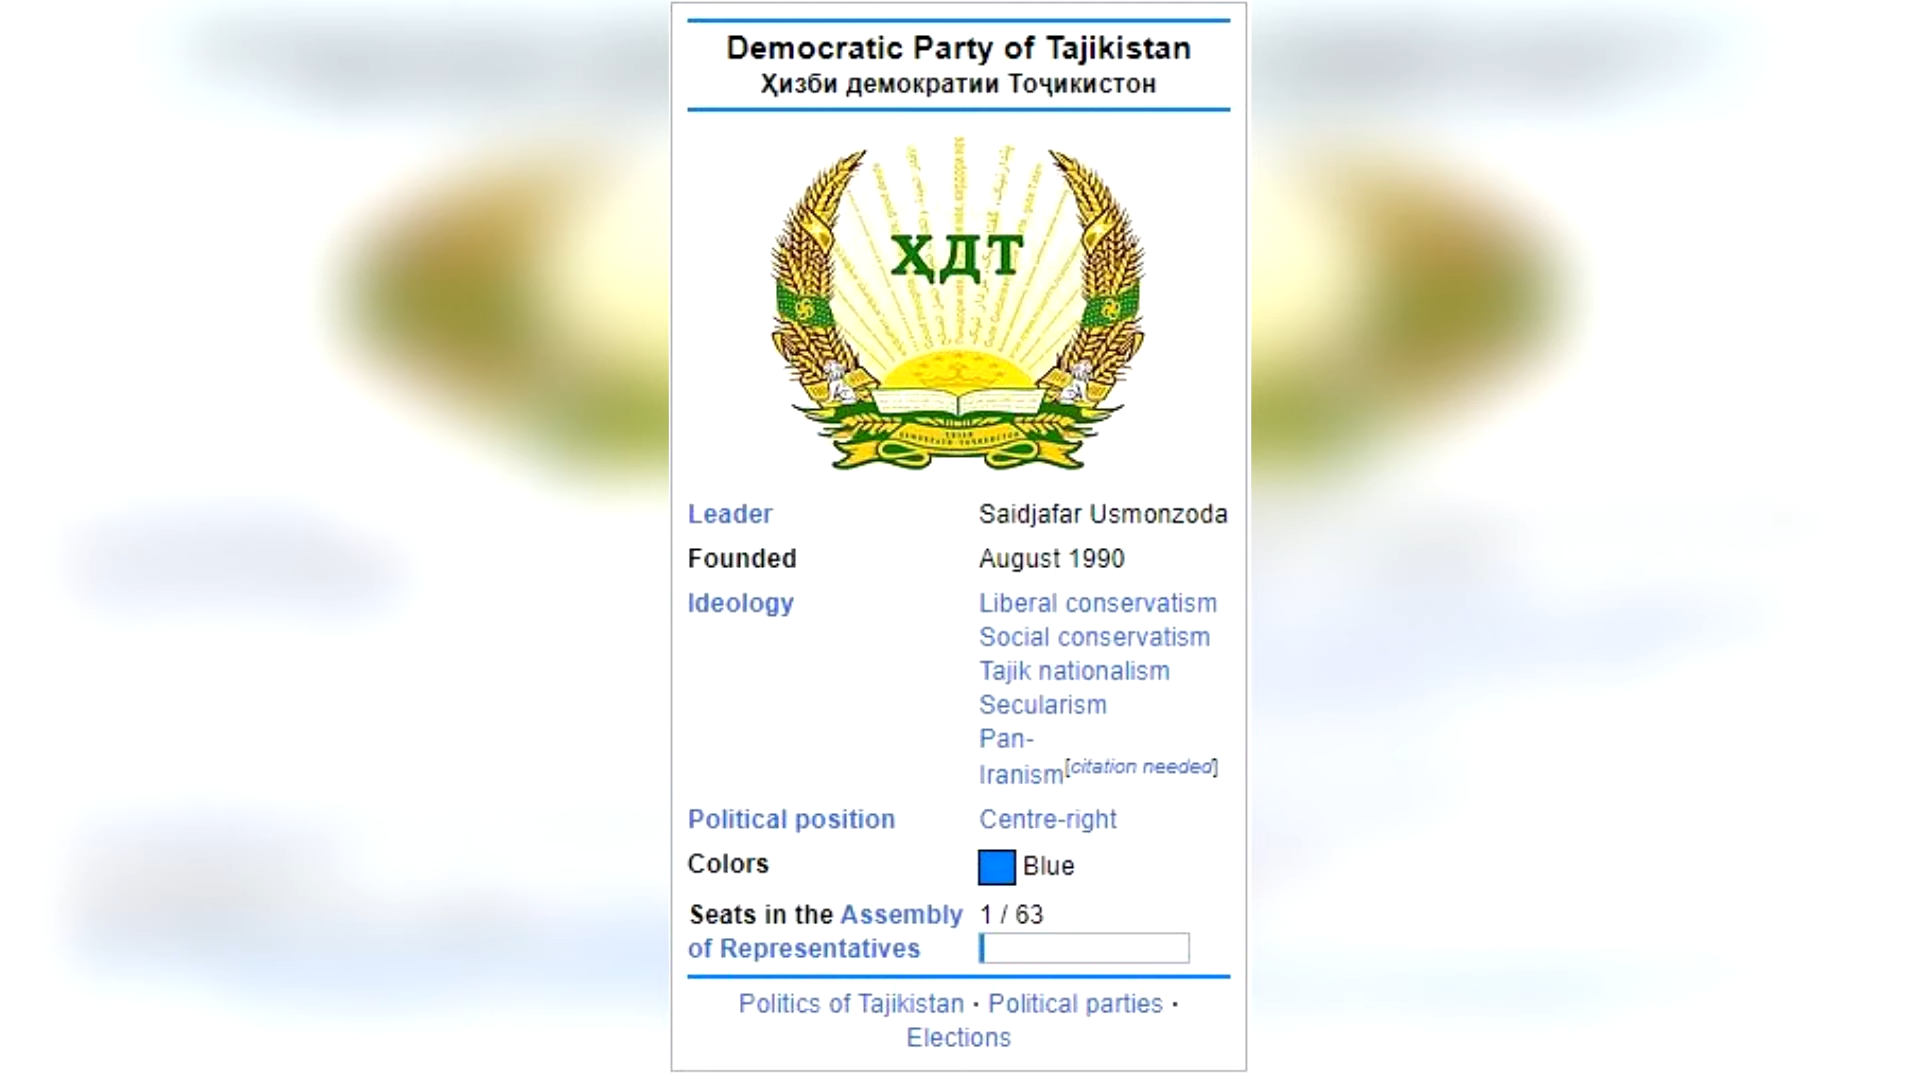 Democratic Party of Tajikistan
Ҳизби демократии Тоҷикистон
ҲДТ
Leader Saidjafar Usmonzoda
Founded August 1990
Ideology Liberal conservatism
Social conservatism
Tajik nationalism
Secularism
Pan-
Iranism[citation needed]
Political position Centre-right
Colors Blue
Seats in the Assembly 1 / 63
of Representatives
Politics of Tajikistan · Political parties ·
Elections